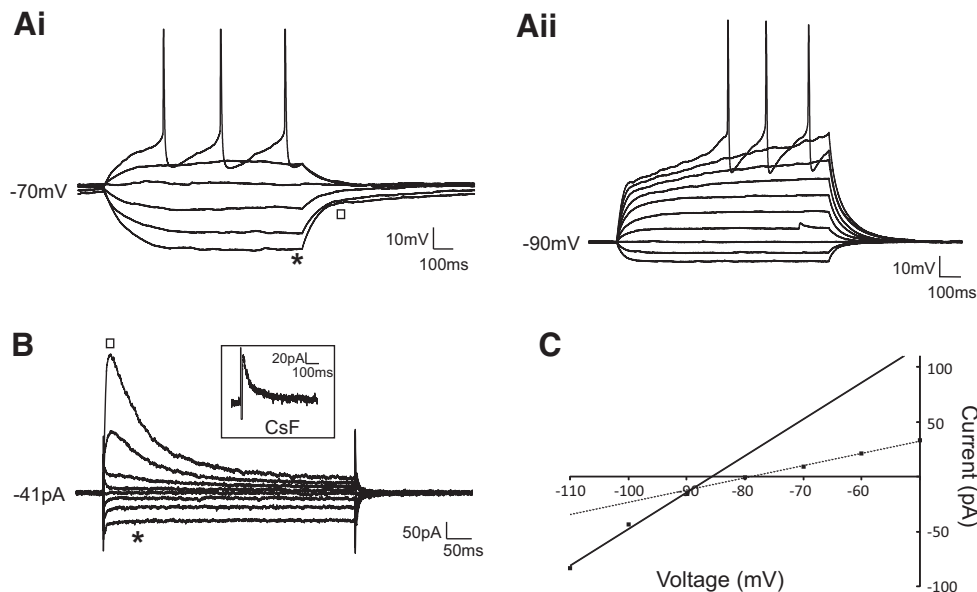 Ai
Aii
-70mV
10mV
100ms
*
-90mV
10mV
100ms
B
20pA
100ms
CsF
-41pA
50pA
50ms
*
C
100
50
-110
-100
-90
-80
-70
-60
-50
-100
Voltage (mV)
Current (pA)